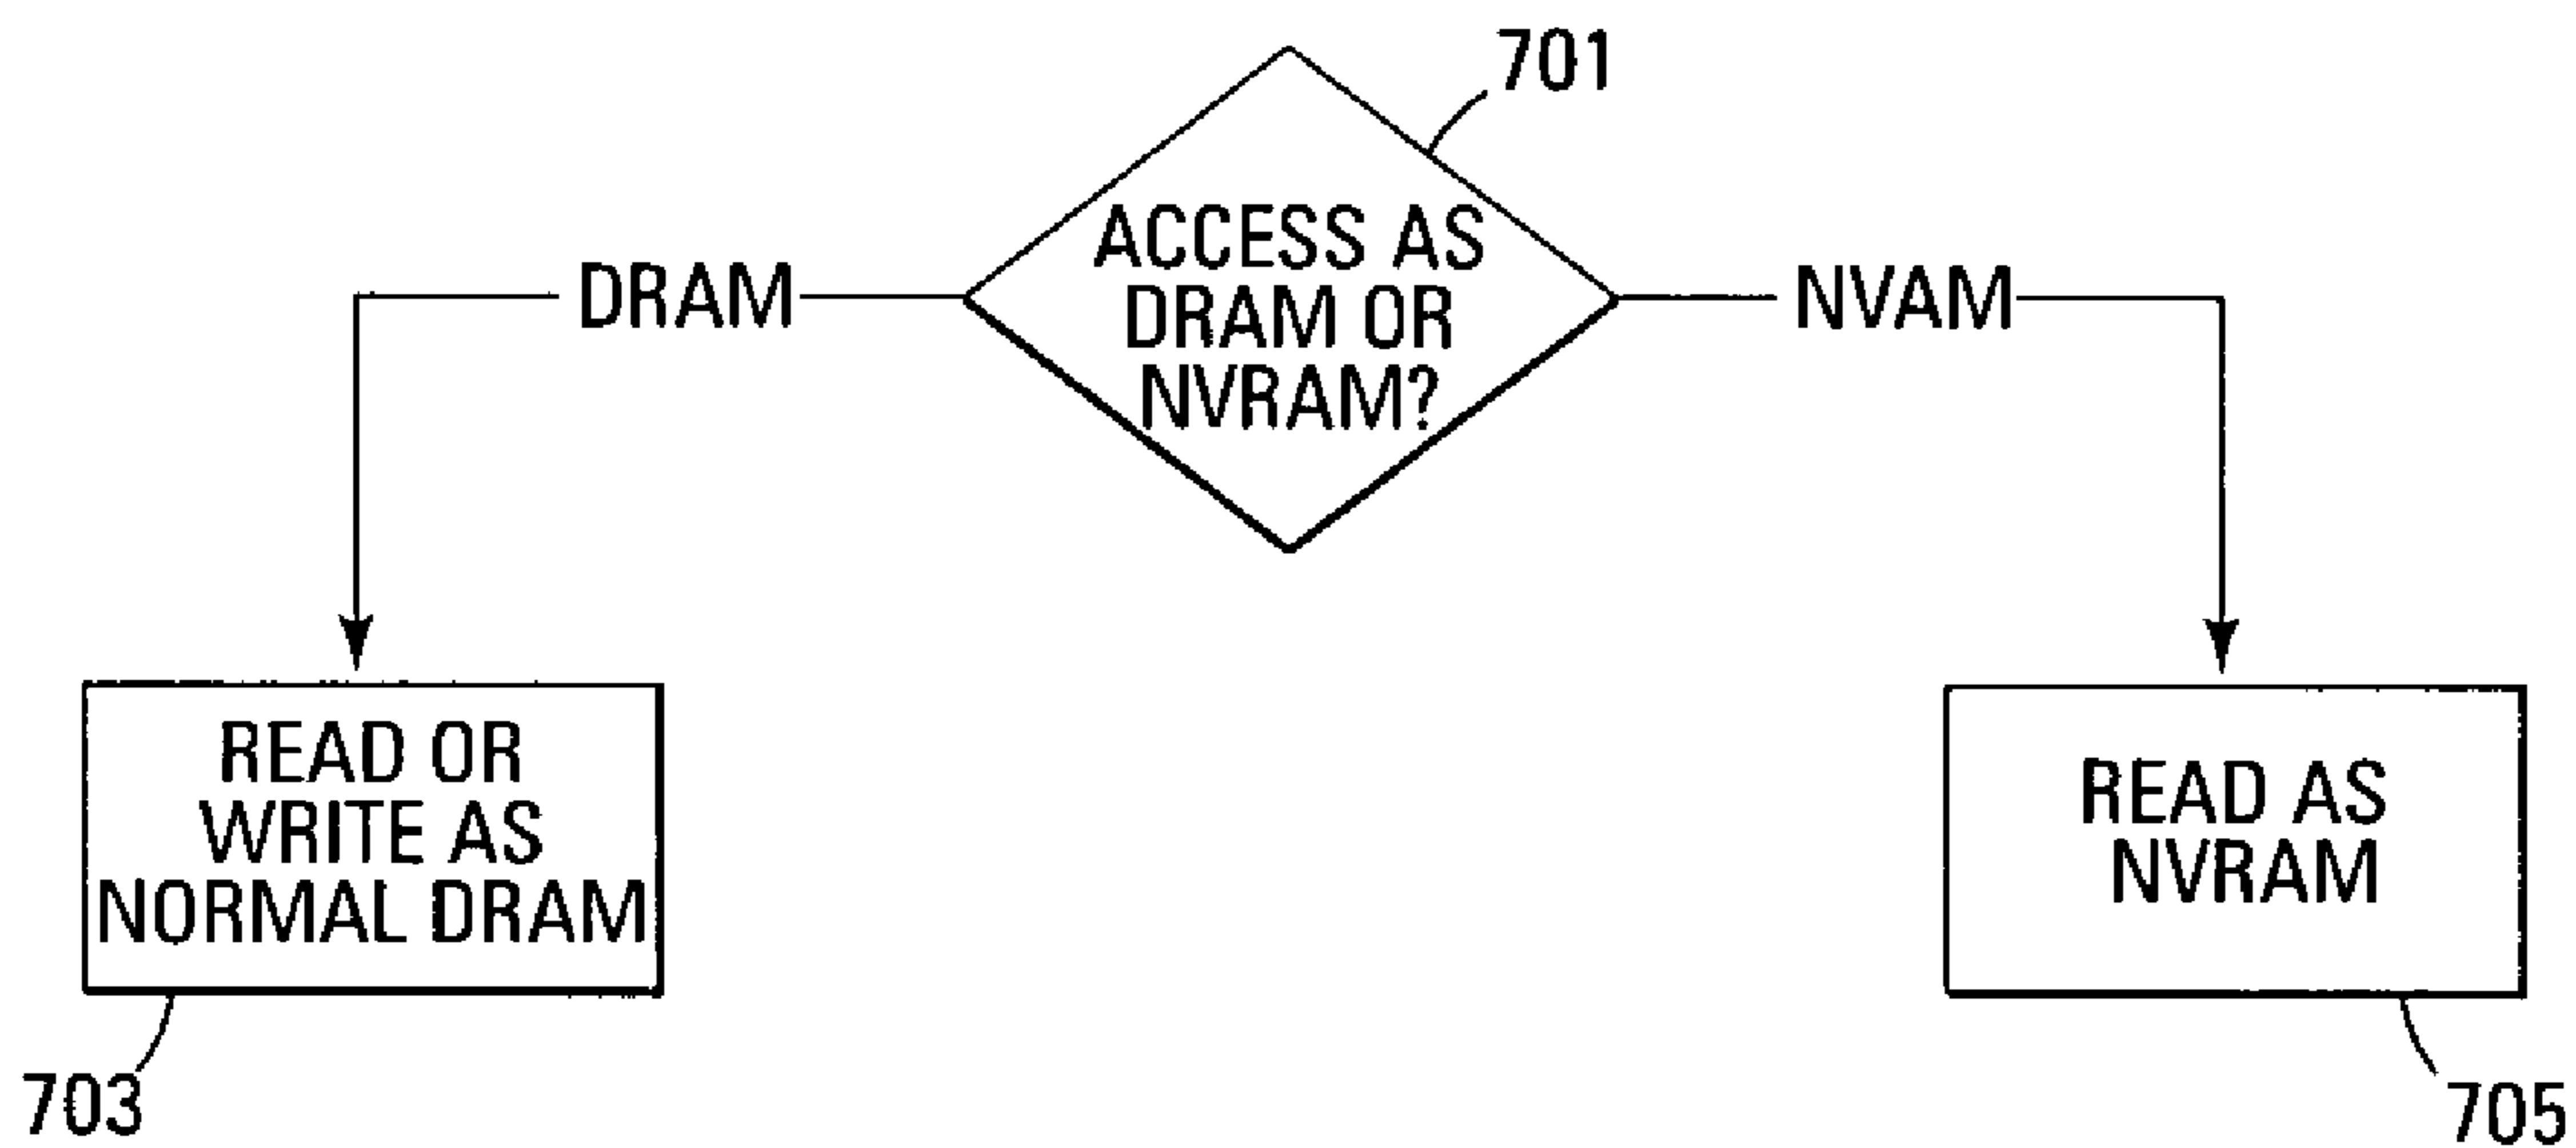 701
ACCESS AS
DRAM OR
NVRAM?
DRAM
NVAM
READ OR
WRITE AS
NORMAL DRAM
703
READ AS
NVRAM
705